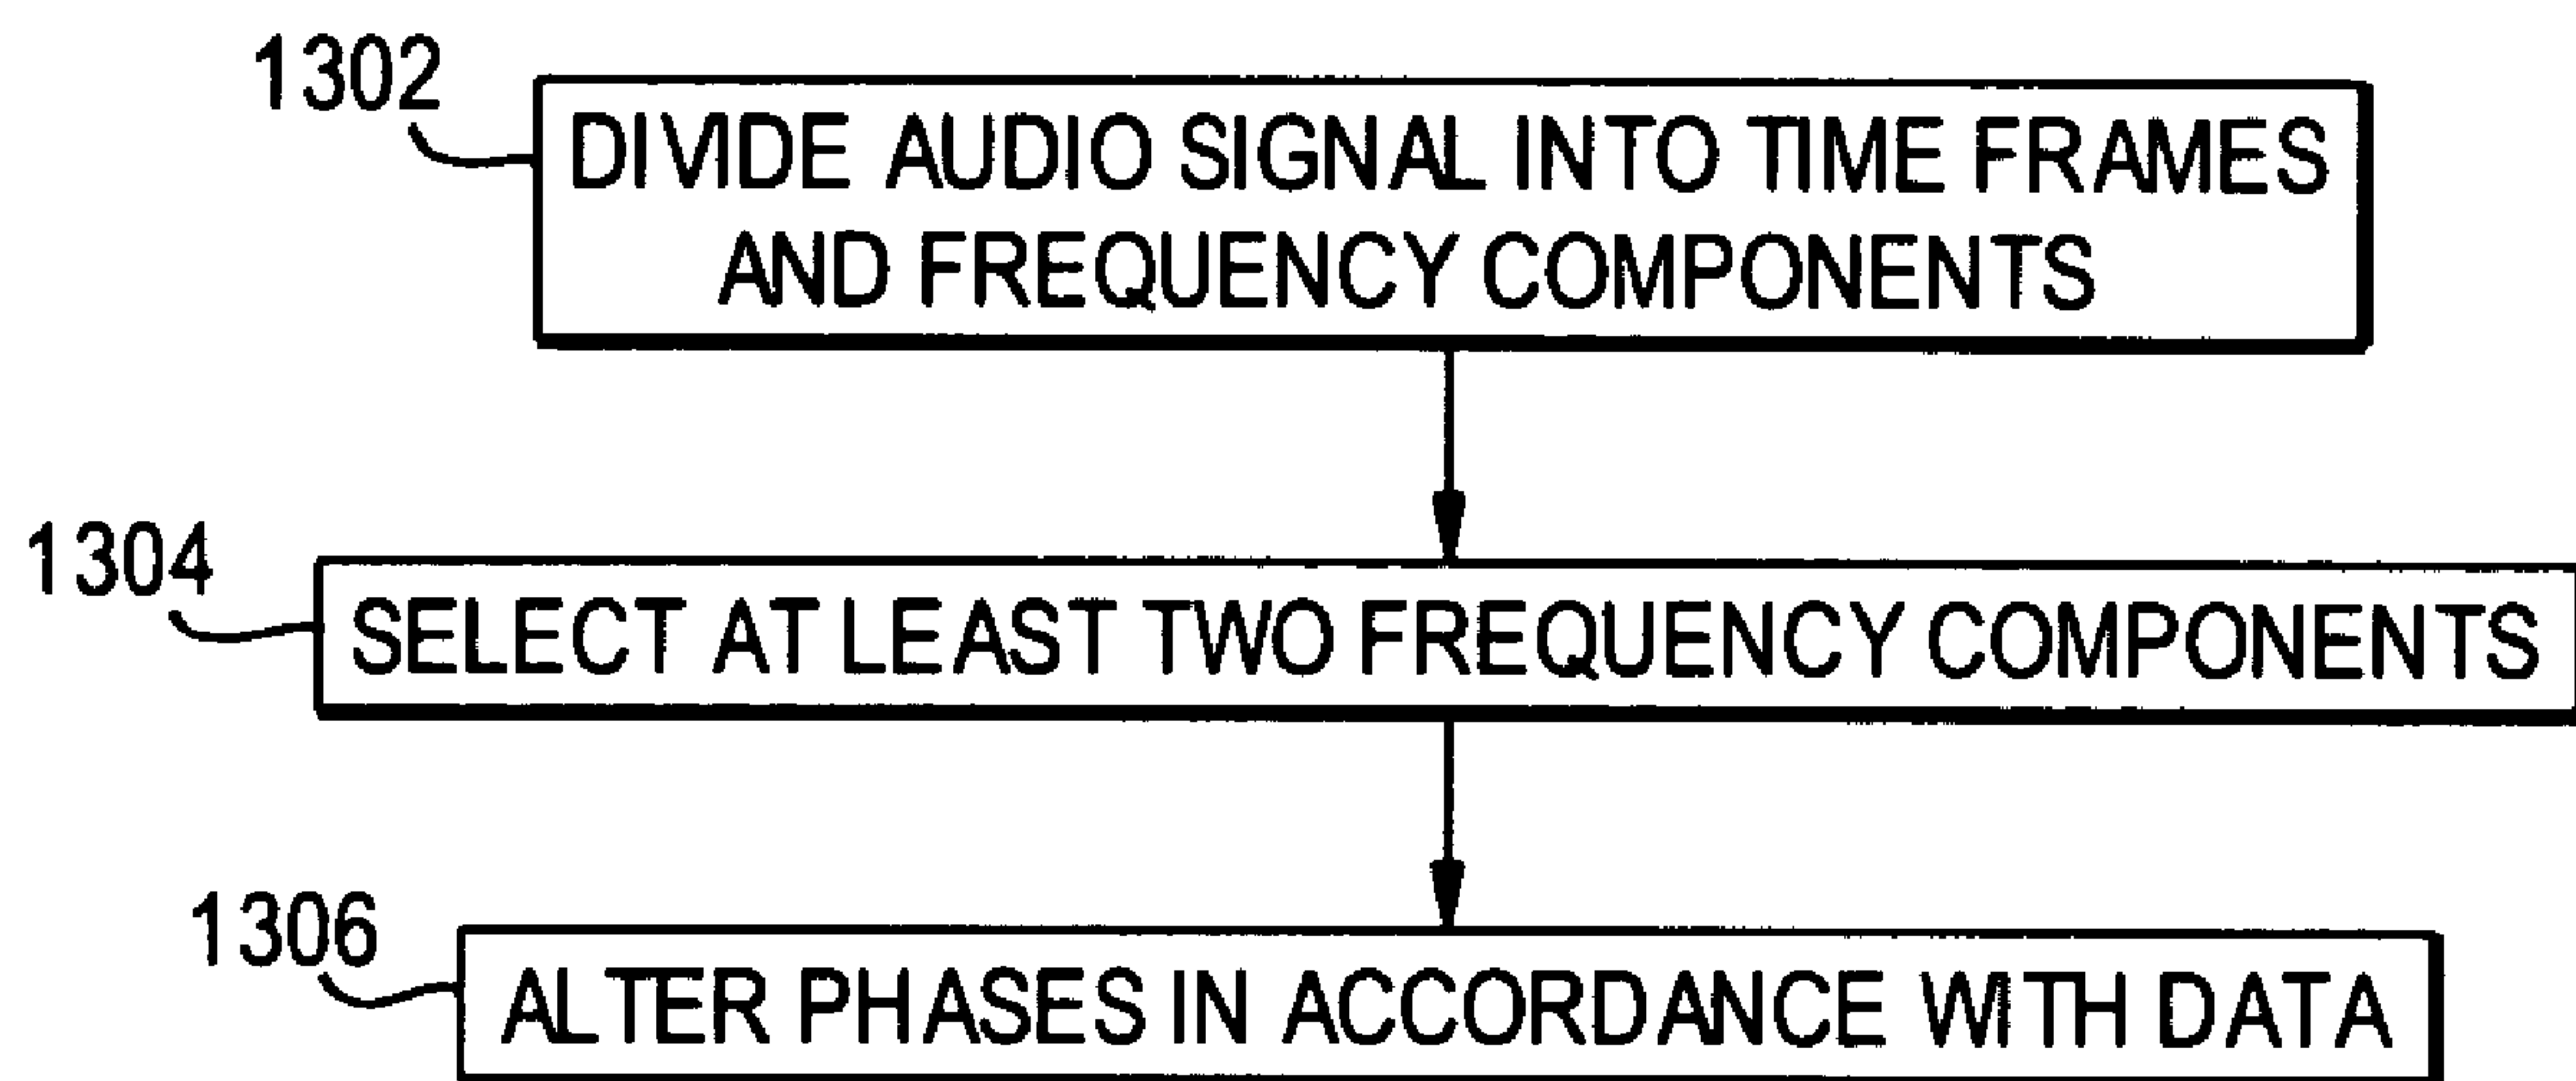 1302
DIVIDE AUDIO SIGNAL INTO TIME FRAMES
AND FREQUENCY COMPONENTS
1304
SELECT AT LEAST TWO FREQUENCY COMPONENTS
1306
ALTER PHASES IN ACCORDANCE WITH DATA